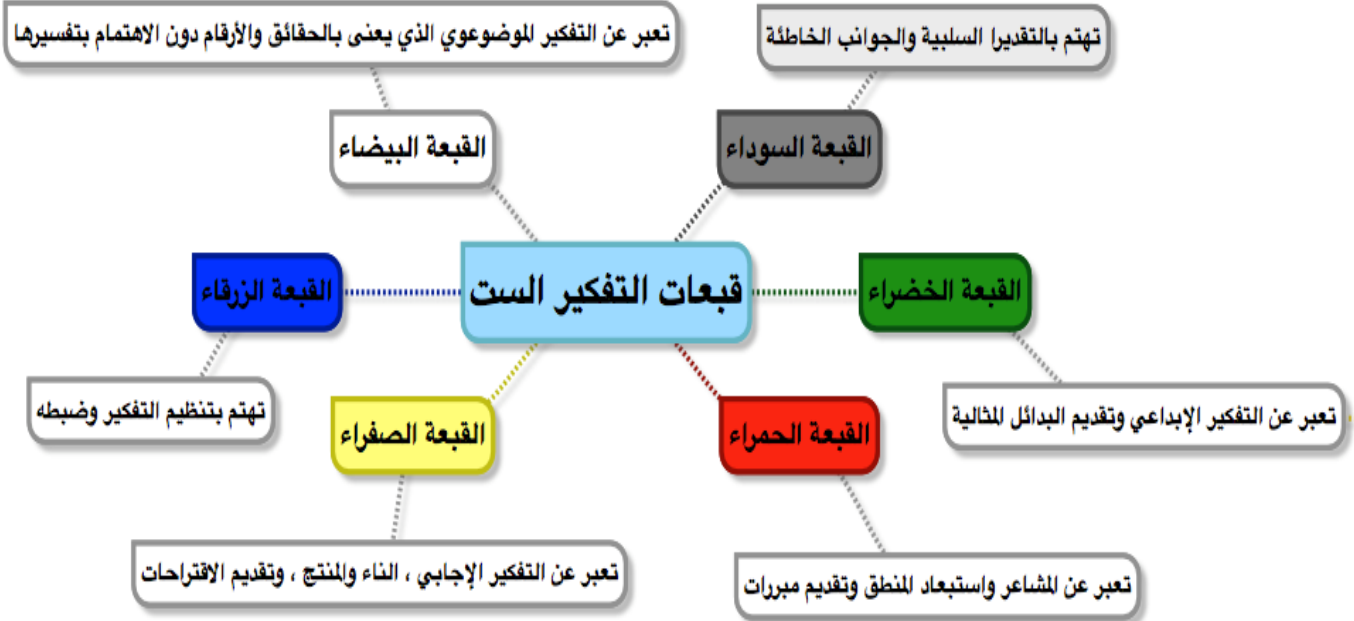 تعبر عن التفكير الموضوعوي الذي يعنى بالحقائق والأرقام دون الاهتمام بتفسيرها
تهتم بالتقديرا السلبية والجوانب الخاطئة
القبعة البيضاء
القبعة السوداء
قبعات التفكير الست
القبعة الخضراء
القبعة الزرقاء
تعبر عن التفكير الإبداعي وتقديم البدائل المثالية
تهتم بتنظيم التفكير وضبطه
القبعة الحمراء
القبعة الصفراء
تعبر عن المشاعر واستبعاد المنطق وتقديم مبررات
تعبر عن التفكير الإجابي ، الناء والمنتج ، وتقديم الاقتراحات